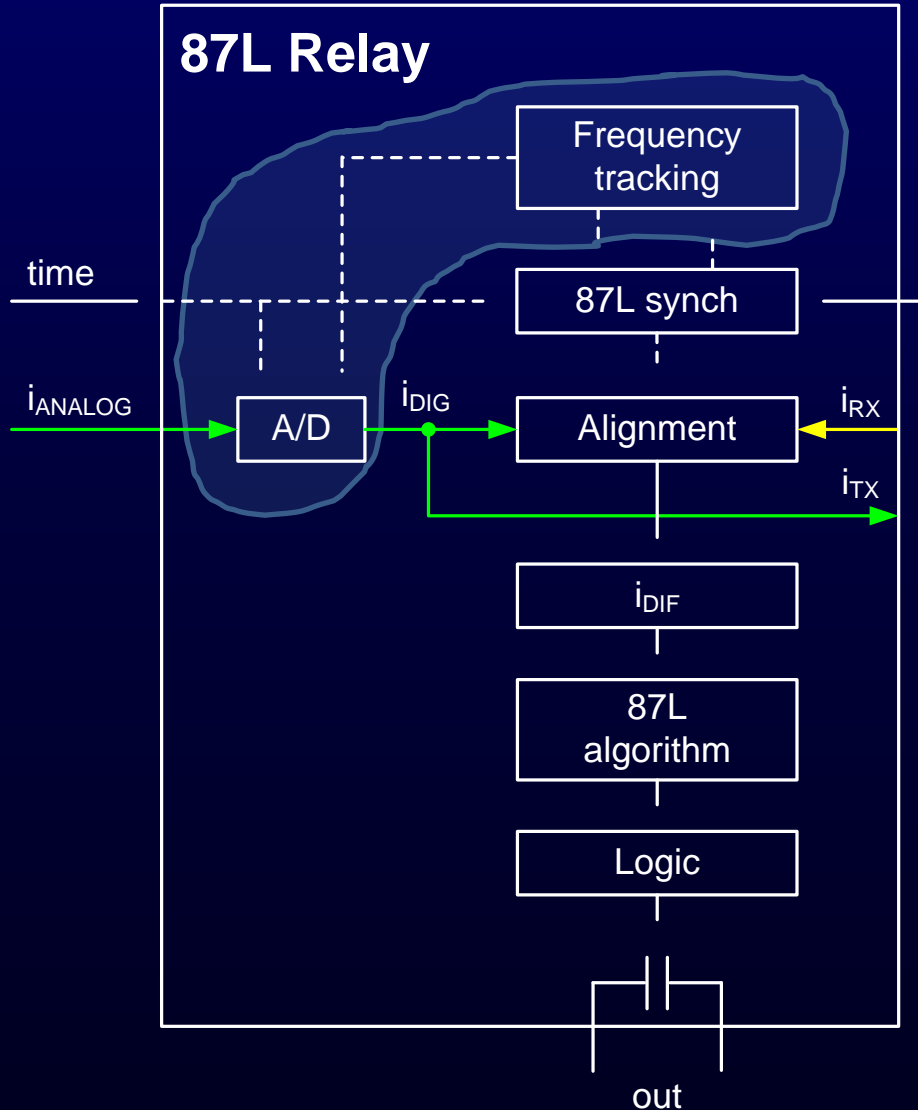 87L Relay
Frequency
tracking
time
87L synch
iANALOG
A/D
iDIG
Alignment
iRX
iTX
iDIF
87L
algorithm
Logic
out